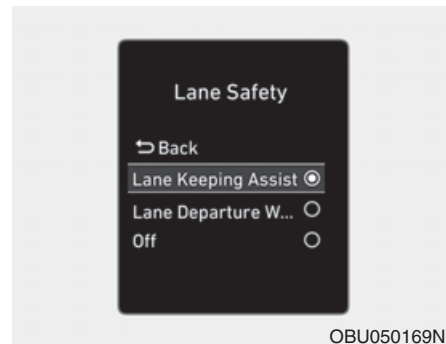 Lane Safety
Back
Lane Keeping Assist
Lane Departure W...
Off
OBU050169N